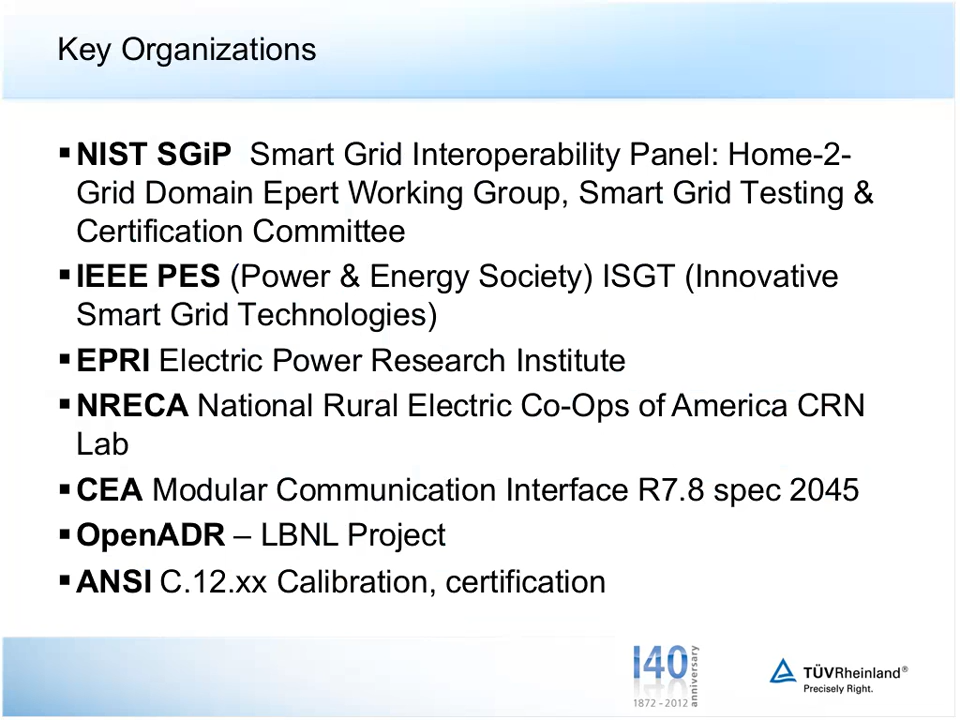 Key Organizations
▪ NIST SGiP  Smart Grid Interoperability Panel: Home-2-
Grid Domain Epert Working Group, Smart Grid Testing &
Certification Committee
▪ IEEE PES (Power & Energy Society) ISGT (Innovative
Smart Grid Technologies)
▪ EPRI Electric Power Research Institute
▪ NRECA National Rural Electric Co-Ops of America CRN
Lab
▪ CEA Modular Communication Interface R7.8 spec 2045
▪ OpenADR – LBNL Project
▪ ANSI C.12.xx Calibration, certification
140
anniversary
1872 - 2012
TÜVRheinland®
Precisely Right.